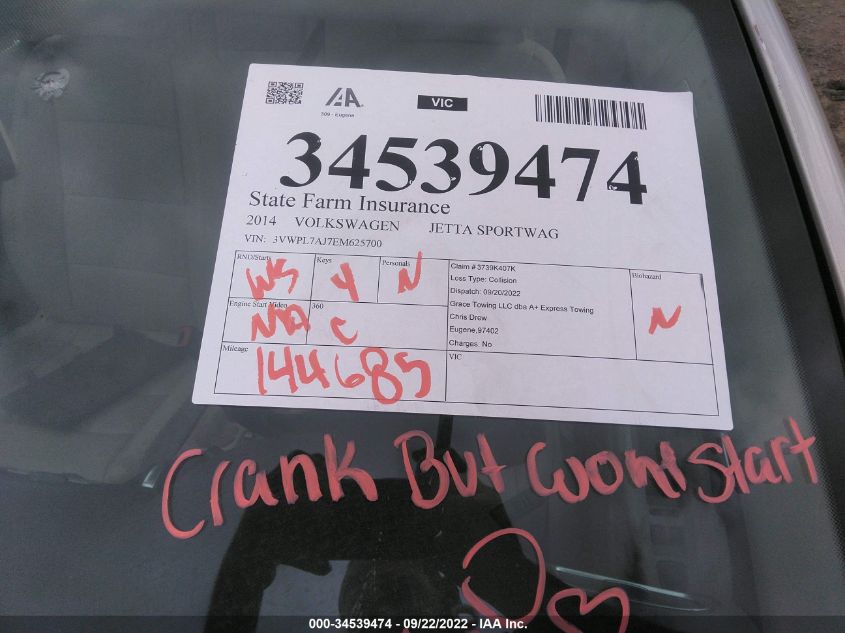 IAA
VIC
109 - Eugene
34539474
State Farm Insurance
2014 VOLKSWAGEN JETTA SPORTWAG
VIN: 3VWPL7AJ7EM625700
RND/Starts WS Keys Y Personals N
Engine Start Video NA 360 C
Mileage 144685
Claim # 3739K407K
Loss Type: Collision
Dispatch: 09/20/2022
Grace Towing LLC dba A+ Express Towing
Chris Drew
Eugene,97402
Charges: No
VIC
Biohazard N
Crank But wont start
000-34539474 - 09/22/2022 - IAA Inc.